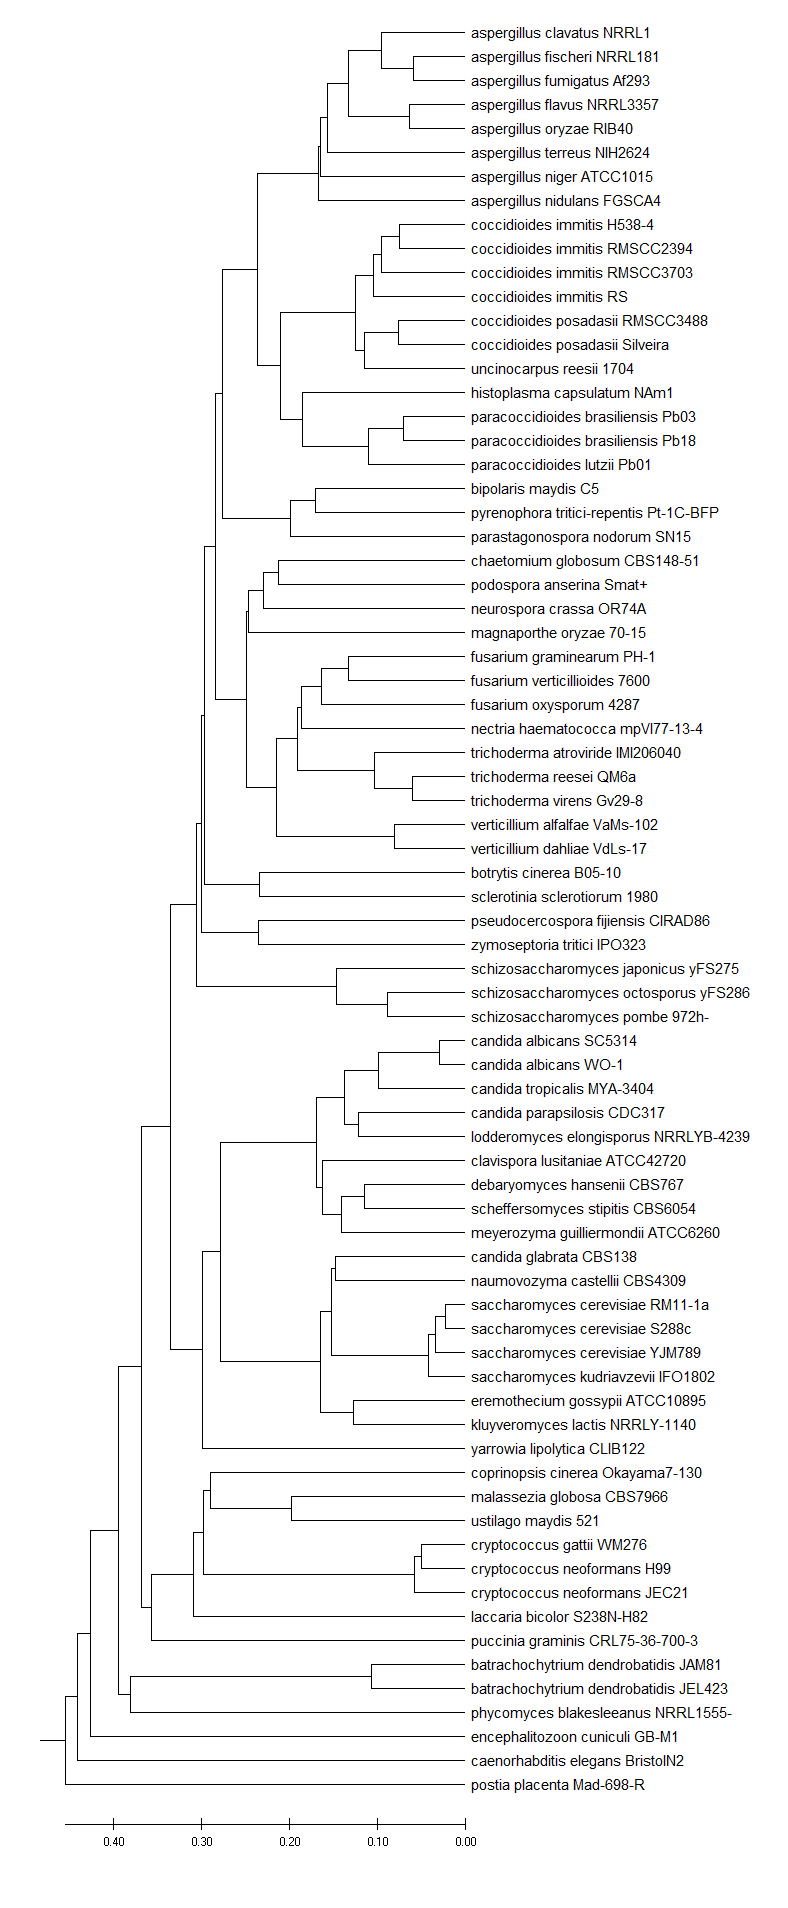 aspergillus clavatus NRRL1
aspergillus fischeri NRRL181
aspergillus fumigatus Af293
aspergillus flavus NRRL3357
aspergillus oryzae RIB40
aspergillus terreus NIH2624
aspergillus niger ATCC1015
aspergillus nidulans FGSCA4
coccidioides immitis H538-4
coccidioides immitis RMSCC2394
coccidioides immitis RMSCC3703
coccidioides immitis RS
coccidioides posadasii RMSCC3488
coccidioides posadasii Silveira
uncinocarpus reesii 1704
histoplasma capsulatum NAm1
paracoccidioides brasiliensis Pb03
paracoccidioides brasiliensis Pb18
paracoccidioides lutzii Pb01
bipolaris maydis C5
pyrenophora tritici-repentis Pt-1C-BFP
parastagonospora nodorum SN15
chaetomium globosum CBS148-51
podospora anserina Smat+
neurospora crassa OR74A
magnaporthe oryzae 70-15
fusarium graminearum PH-1
fusarium verticillioides 7600
fusarium oxysporum 4287
nectria haematococca mpVI77-13-4
trichoderma atroviride IMI206040
trichoderma reesei QM6a
trichoderma virens Gv29-8
verticillium alfalfae VaMs-102
verticillium dahliae VdLs-17
botrytis cinerea B05-10
sclerotinia sclerotiorum 1980
pseudocercospora fijiensis CIRAD86
zymoseptoria tritici IPO323
schizosaccharomyces japonicus yFS275
schizosaccharomyces octosporus yFS286
schizosaccharomyces pombe 972h-
candida albicans SC5314
candida albicans WO-1
candida tropicalis MYA-3404
candida parapsilosis CDC317
lodderomyces elongisporus NRRLYB-4239
clavispora lusitaniae ATCC42720
debaryomyces hansenii CBS767
scheffersomyces stipitis CBS6054
meyerozyma guilliermondii ATCC6260
candida glabrata CBS138
naumovozyma castellii CBS4309
saccharomyces cerevisiae RM11-1a
saccharomyces cerevisiae S288c
saccharomyces cerevisiae YJM789
saccharomyces kudriavzevii IFO1802
eremothecium gossypii ATCC10895
kluyveromyces lactis NRRLY-1140
yarrowia lipolytica CLIB122
coprinopsis cinerea Okayama7-130
malassezia globosa CBS7966
ustilago maydis 521
cryptococcus gattii WM276
cryptococcus neoformans H99
cryptococcus neoformans JEC21
laccaria bicolor S238N-H82
puccinia graminis CRL75-36-700-3
batrachochytrium dendrobatidis JAM81
batrachochytrium dendrobatidis JEL423
phycomyces blakesleeanus NRRL1555-
encephalitozoon cuniculi GB-M1
caenorhabditis elegans BristolN2
postia placenta Mad-698-R
0.40 0.30 0.20 0.10 0.00